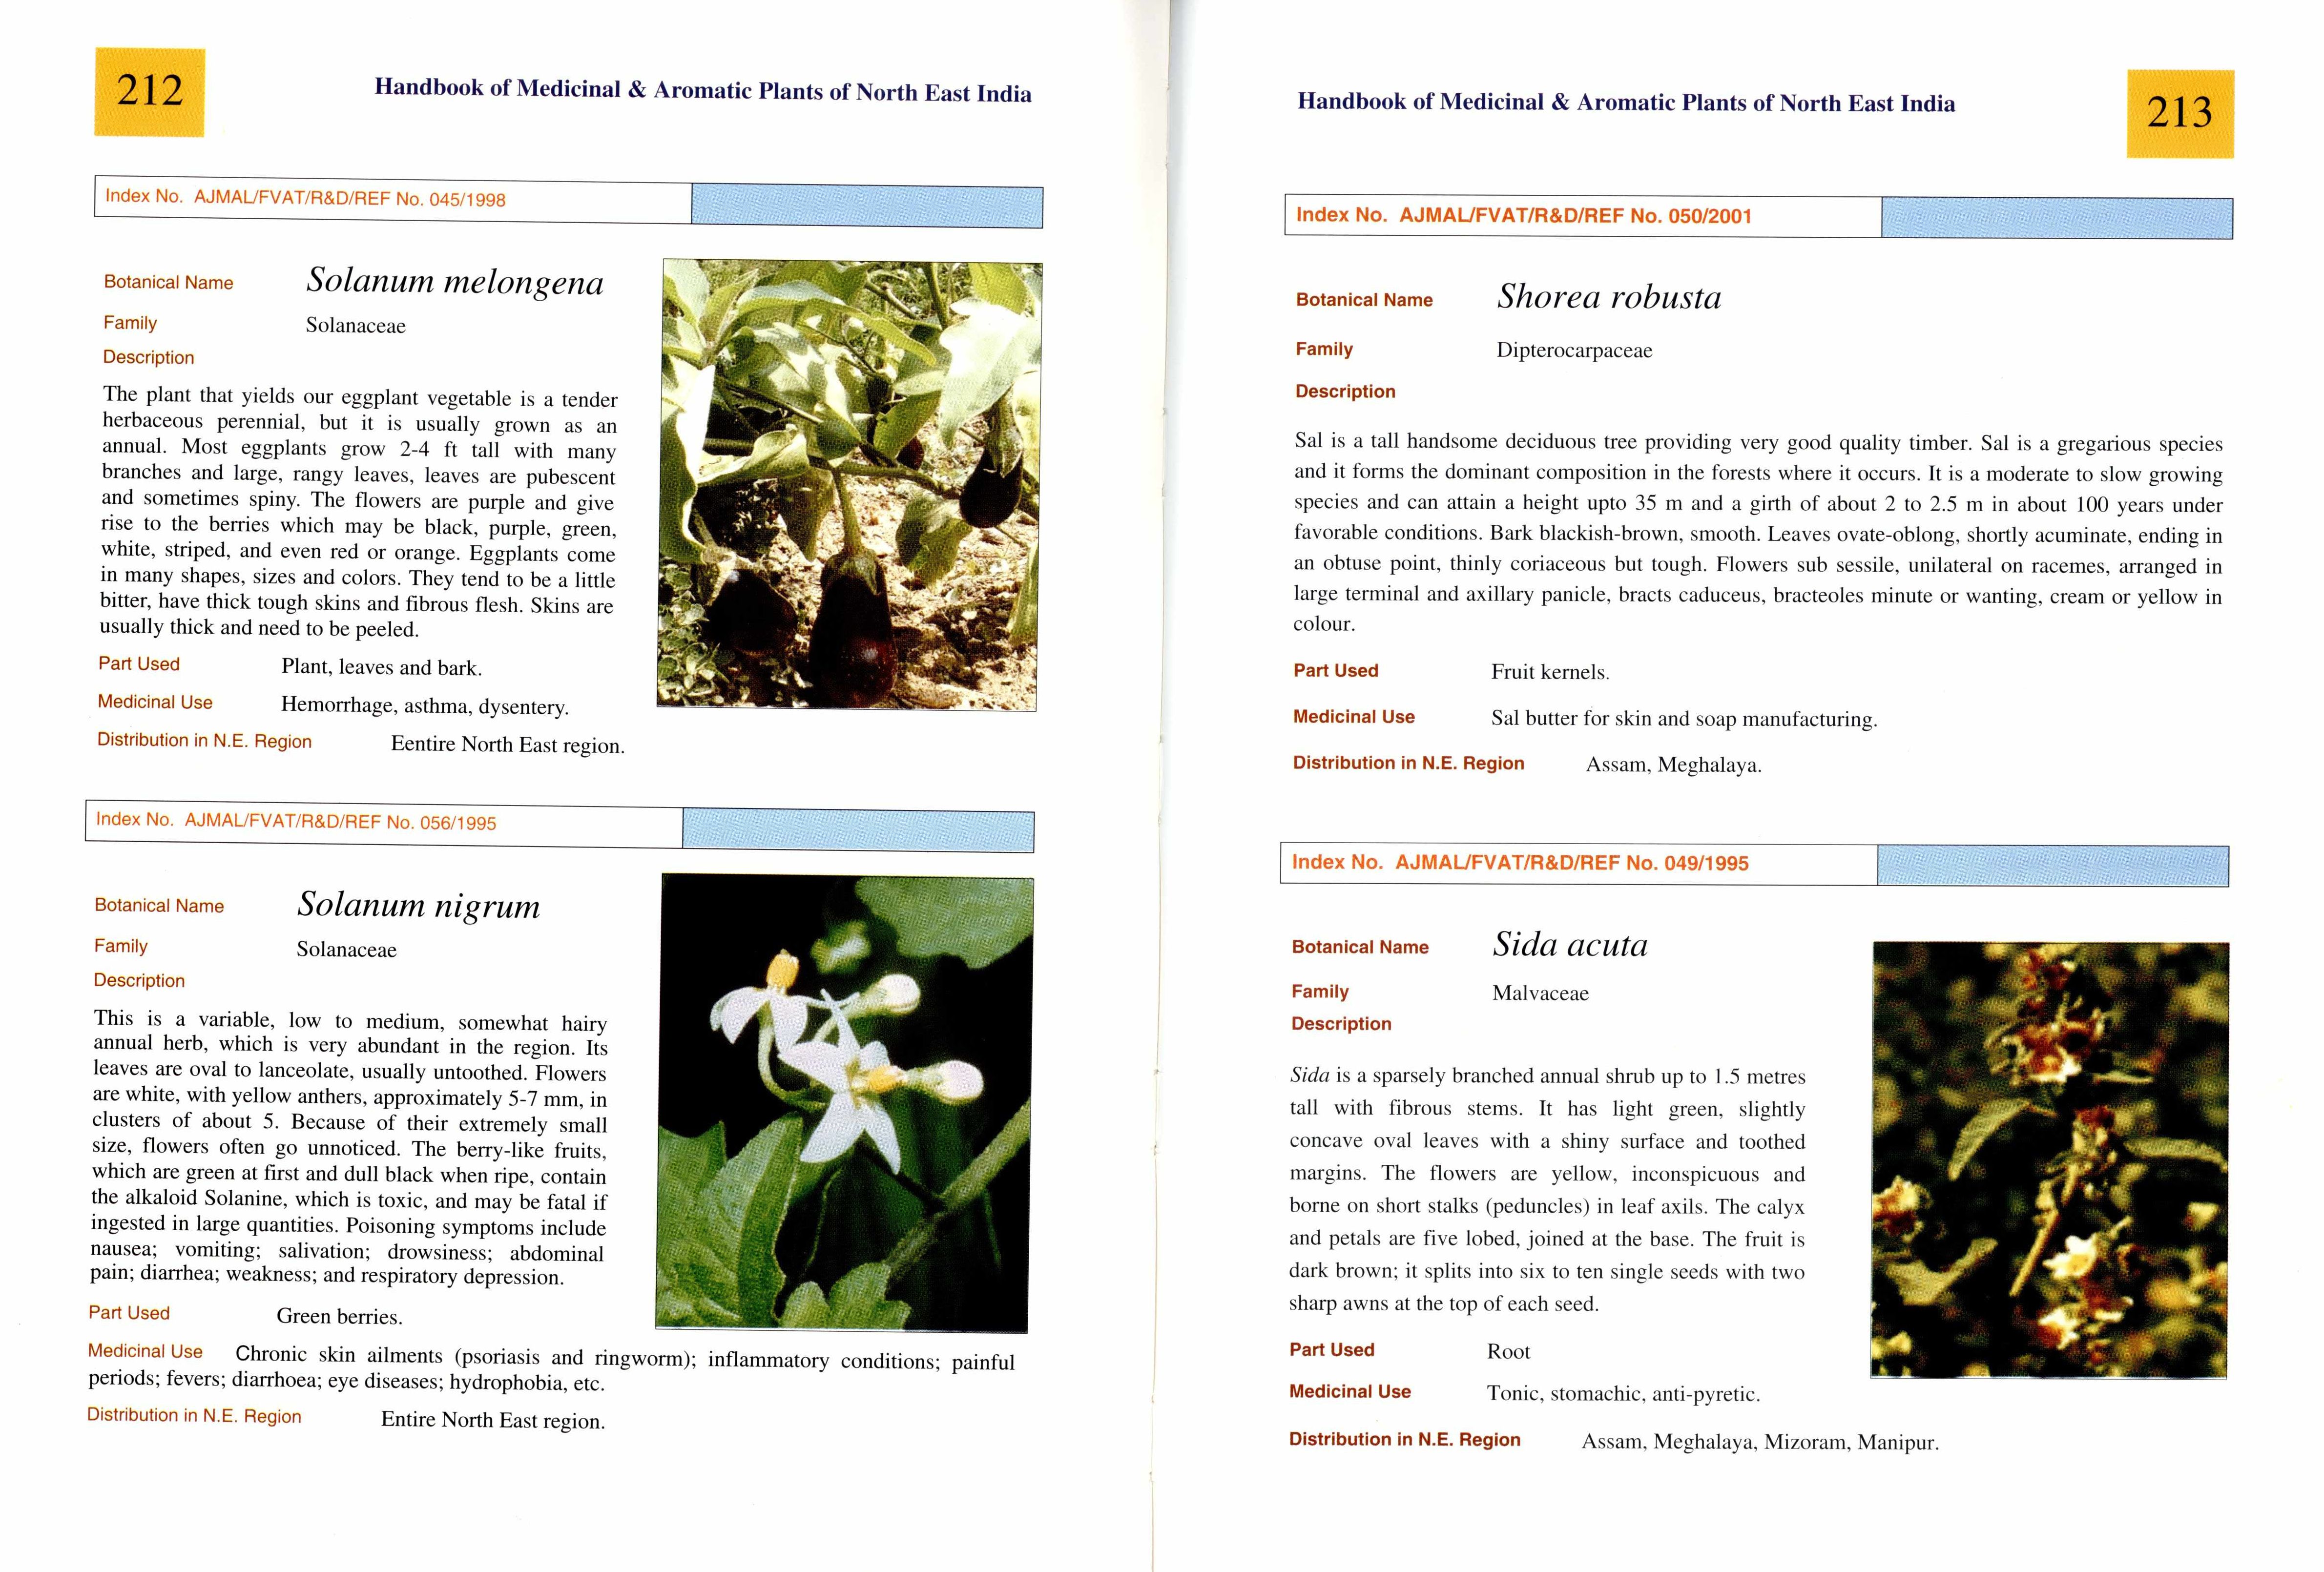 212
Handbook of Medicinal & Aromatic Plants of North East India
Index No. AJMAL/FVAT/R&D/REF No. 045/1998
Botanical Name Solanum melongena
Family Solanaceae
Description
The plant that yields our eggplant vegetable is a tender
herbaceous perennial, but it is usually grown as an
annual. Most eggplants grow 2-4 ft tall with many
branches and large, rangy leaves, leaves are pubescent
and sometimes spiny. The flowers are purple and give
rise to the berries which may be black, purple, green,
white, striped, and even red or orange. Eggplants come
in many shapes, sizes and colors. They tend to be a little
bitter, have thick tough skins and fibrous flesh. Skins are
usually thick and need to be peeled.
Part Used Plant, leaves and bark.
Medicinal Use Hemorrhage, asthma, dysentery.
Distribution in N.E. Region Eentire North East region.
Index No. AJMAL/FVAT/R&D/REF No. 056/1995
Botanical Name Solanum nigrum
Family Solanaceae
Description
This is a variable, low to medium, somewhat hairy
annual herb, which is very abundant in the region. Its
leaves are oval to lanceolate, usually untoothed. Flowers
are white, with yellow anthers, approximately 5-7 mm, in
clusters of about 5. Because of their extremely small
size, flowers often go unnoticed. The berry-like fruits,
which are green at first and dull black when ripe, contain
the alkaloid Solanine, which is toxic, and may be fatal if
ingested in large quantities. Poisoning symptoms include
nausea; vomiting; salivation; drowsiness; abdominal
pain; diarrhea; weakness; and respiratory depression.
Part Used Green berries.
Medicinal Use Chronic skin ailments (psoriasis and ringworm); inflammatory conditions; painful
periods; fevers; diarrhoea; eye diseases; hydrophobia, etc.
Distribution in N.E. Region Entire North East region.
Handbook of Medicinal & Aromatic Plants of North East India
213
Index No. AJMAL/FVAT/R&D/REF No. 050/2001
Botanical Name Shorea robusta
Family Dipterocarpaceae
Description
Sal is a tall handsome deciduous tree providing very good quality timber. Sal is a gregarious species
and it forms the dominant composition in the forests where it occurs. It is a moderate to slow growing
species and can attain a height upto 35 m and a girth of about 2 to 2.5 m in about 100 years under
favorable conditions. Bark blackish-brown, smooth. Leaves ovate-oblong, shortly acuminate, ending in
an obtuse point, thinly coriaceous but tough. Flowers sub sessile, unilateral on racemes, arranged in
large terminal and axillary panicle, bracts caduceus, bracteoles minute or wanting, cream or yellow in
colour.
Part Used Fruit kernels.
Medicinal Use Sal butter for skin and soap manufacturing.
Distribution in N.E. Region Assam, Meghalaya.
Index No. AJMAL/FVAT/R&D/REF No. 049/1995
Botanical Name Sida acuta
Family Malvaceae
Description
Sida is a sparsely branched annual shrub up to 1.5 metres
tall with fibrous stems. It has light green, slightly
concave oval leaves with a shiny surface and toothed
margins. The flowers are yellow, inconspicuous and
borne on short stalks (peduncles) in leaf axils. The calyx
and petals are five lobed, joined at the base. The fruit is
dark brown; it splits into six to ten single seeds with two
sharp awns at the top of each seed.
Part Used Root
Medicinal Use Tonic, stomachic, anti-pyretic.
Distribution in N.E. Region Assam, Meghalaya, Mizoram, Manipur.